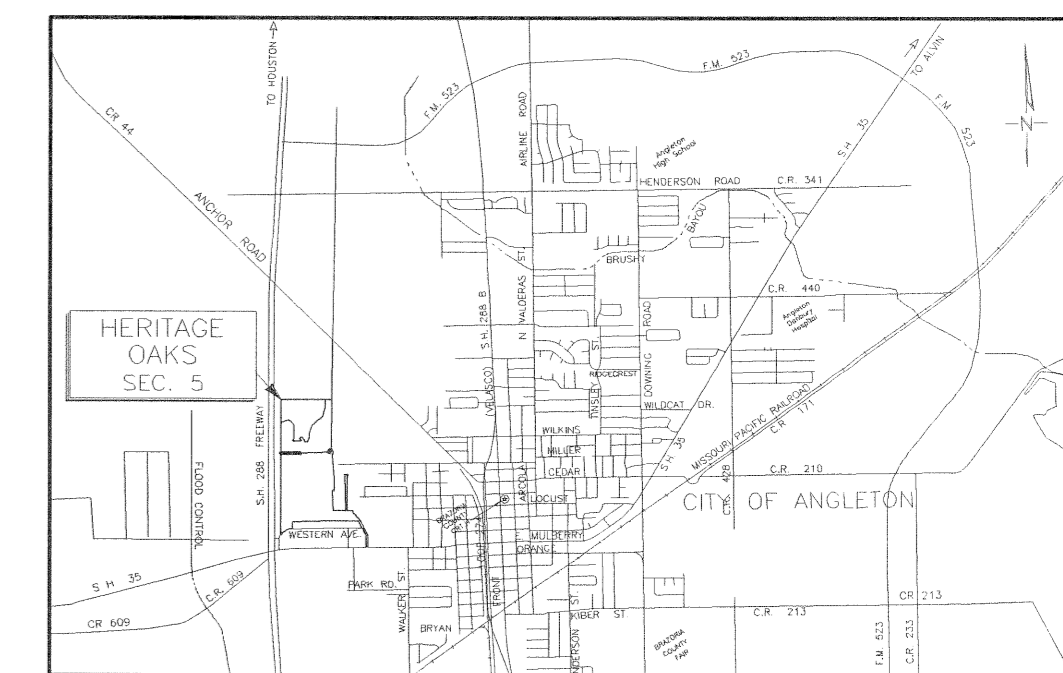 TO HOUSTON
TO ALVIN
F.M. 523
F.M. 523
F.M. 523
CR 44
ANCHOR ROAD
AIRLINE ROAD
Angleton
High School
S.H. 35
N
HENDERSON ROAD C.R. 341
BAYOU
BRUSHY
C.R. 440
Angleton
Danbury
Hospital
S.H. 288 B
(VELASCO)
N VALDERAS ST.
HERITAGE
OAKS
SEC. 5
TINSLEY ST.
RIDGECREST
DOWNING ROAD
WILDCAT DR.
S.H. 288 FREEWAY
WILKINS
MILLER
CEDAR
ARCOLA
LOCUST
S.H. 35
MISSOURI PACIFIC RAILROAD
C.R. 171
C.R. 428
C.R. 210
CITY OF ANGLETON
FLOOD CONTROL
BRAZORIA
COUNTY
WESTERN AVE.
E. MULBERRY
ORANGE
FRONT
S H 35
C.R. 609
CR 609
PARK RD.
WALKER ST.
BRYAN
KIBER ST.
NDERSON ST.
BRAZORIA
COUNTY
FAIR
C.R. 213
CR 213
F.M. 523
C.R. 233